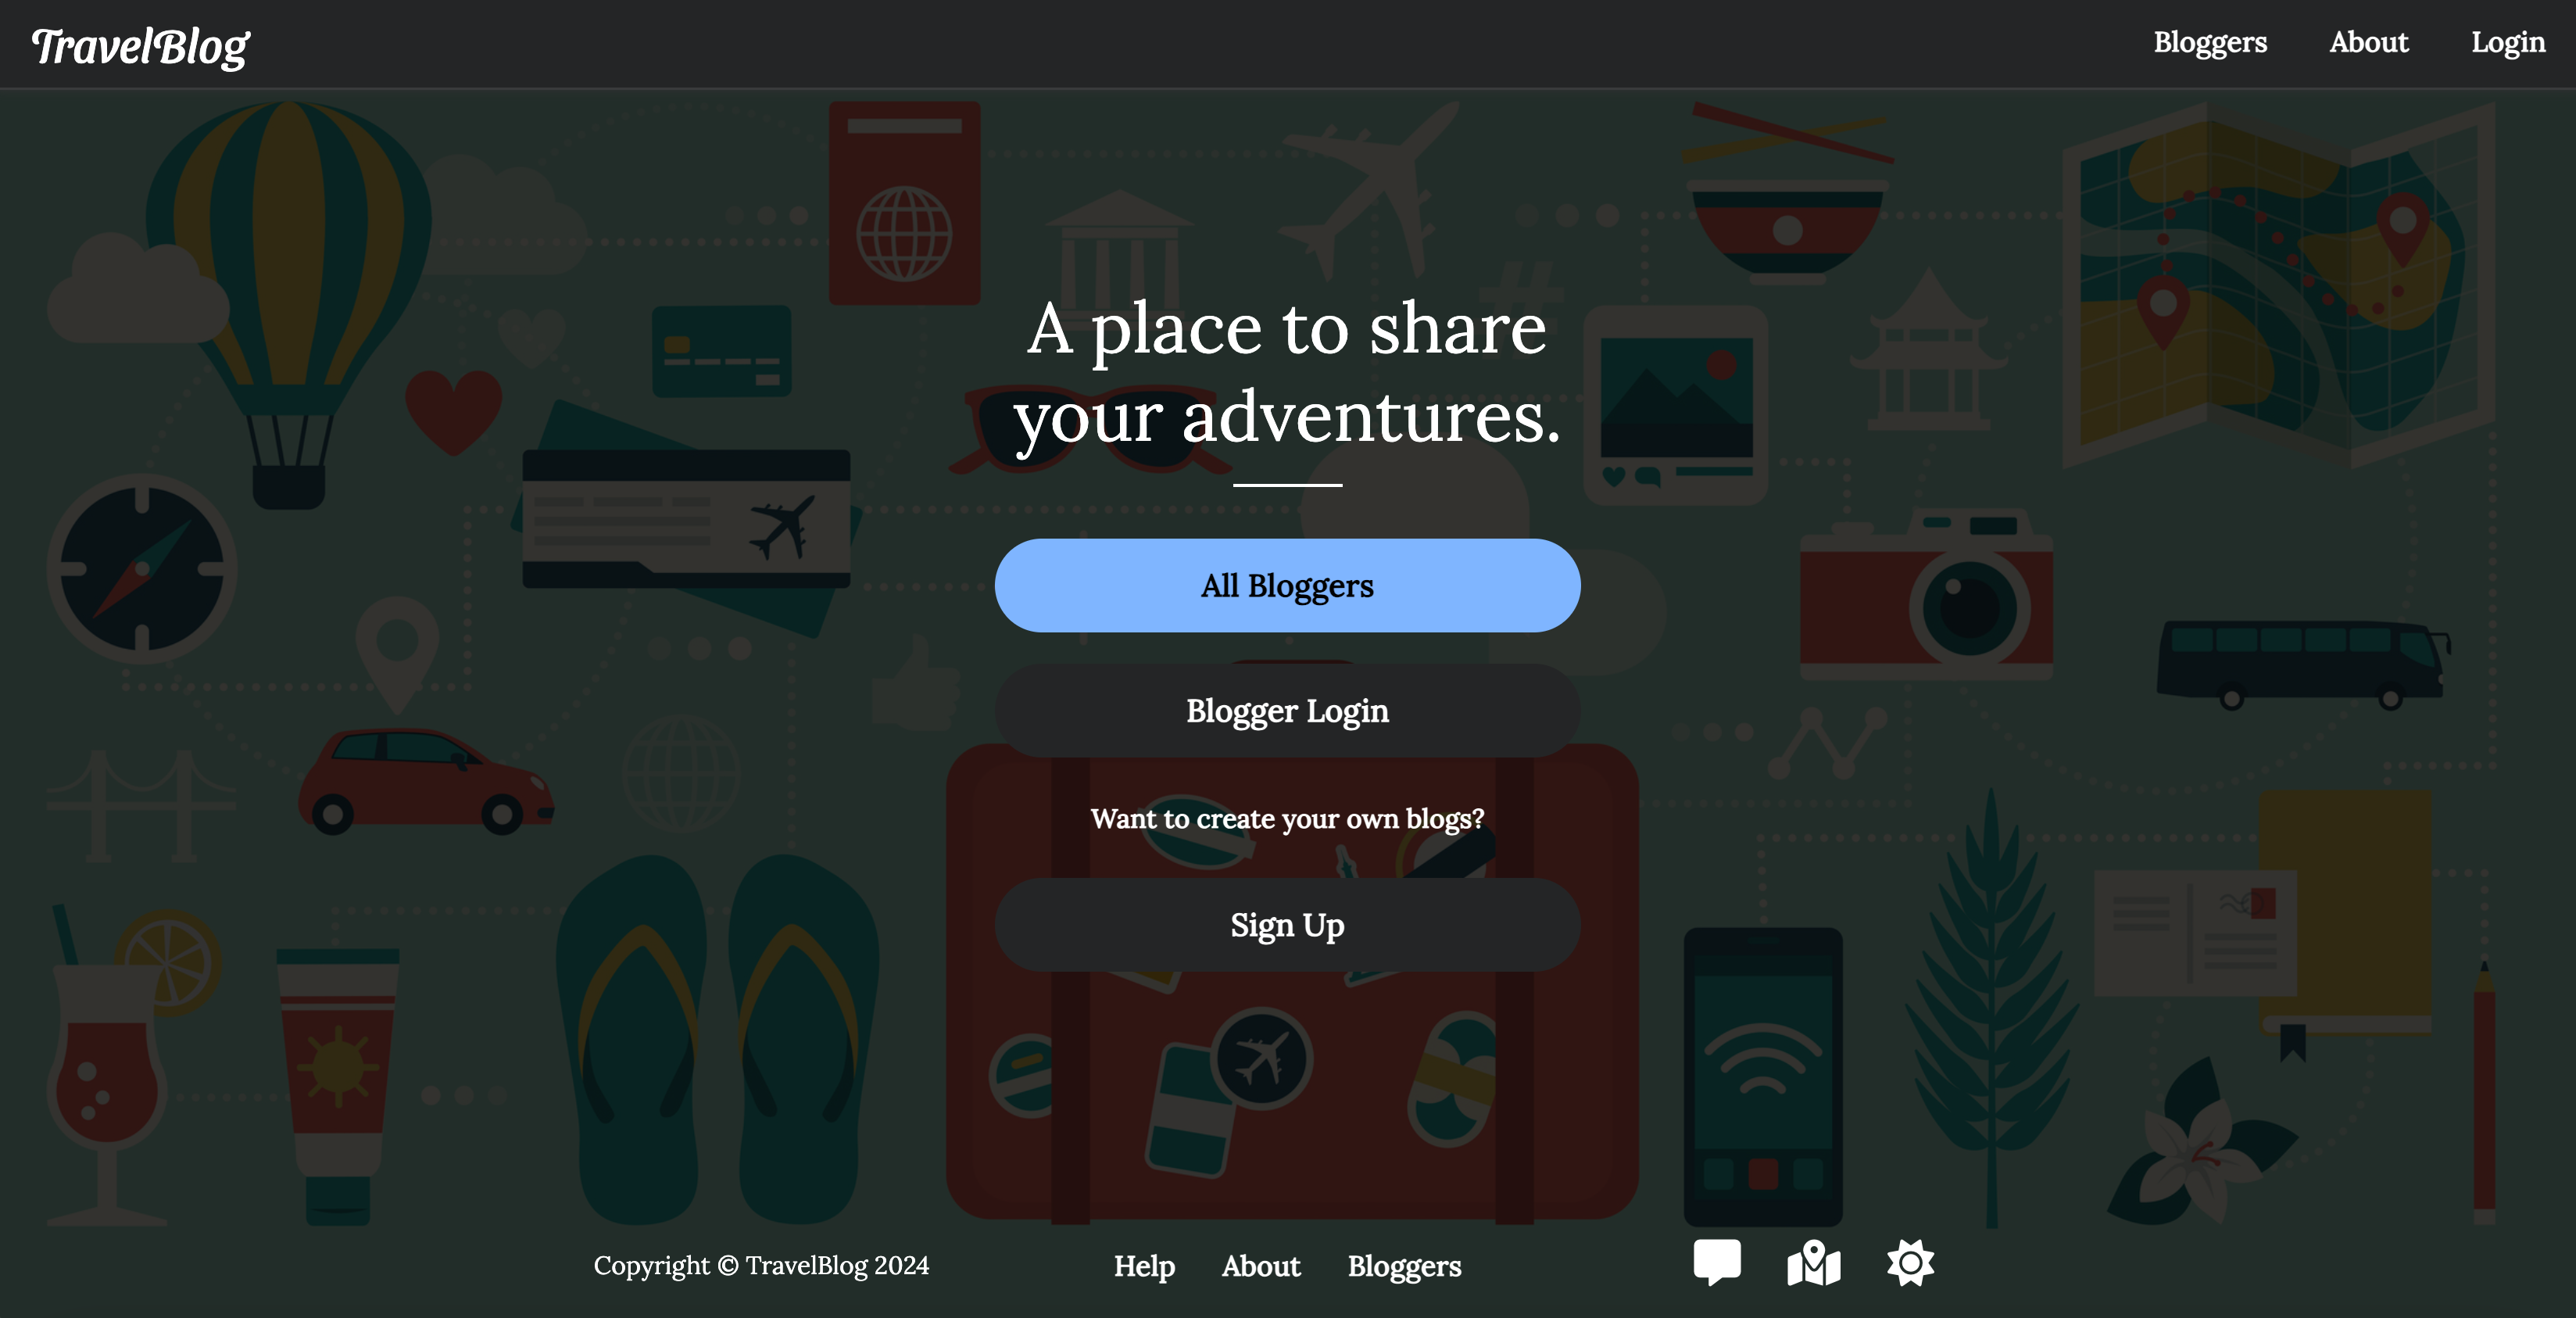 TravelBlog
Bloggers
About
Login
A place to share
your adventures.
All Bloggers
Blogger Login
Want to create your own blogs?
Sign Up
Copyright © TravelBlog 2024
Help
About
Bloggers